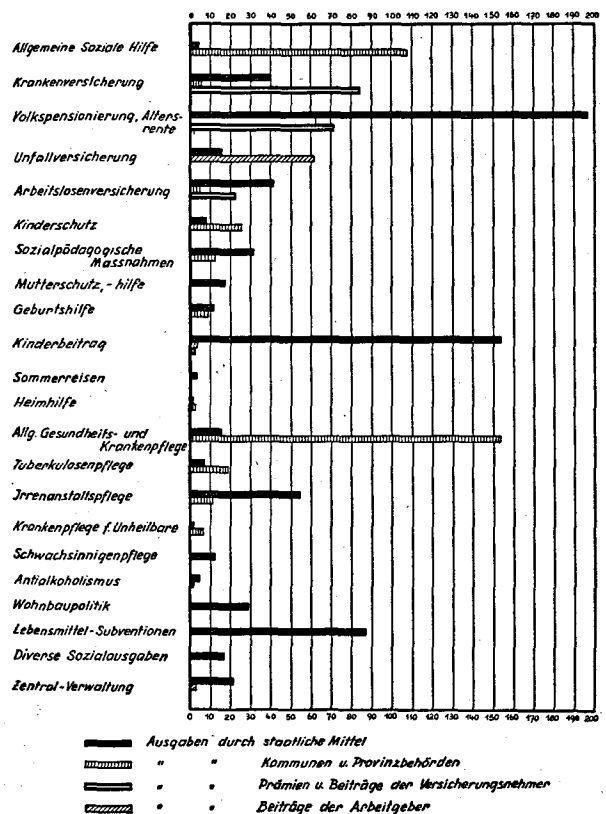 0 10 20 30 40 50 60 70 80 90 100 110 120 130 140 150 160 170 180 190 200
Allgemeine Soziale Hilfe
Krankenversicherung
Volkspensionierung, Alters-
rente
Unfallversicherung
Arbeitslosenversicherung
Kinderschutz
Sozialpädagogische
Massnahmen
Mutterschutz, -hilfe
Geburtshilfe
Kinderbeitrag
Sommerreisen
Heimhilfe
Allg. Gesundheits- und
Krankenpflege
Tuberkulosenpflege
Irrenanstaltspflege
Krankenpflege f. Unheilbare
Schwachsinnigenpflege
Antialkoholismus
Wohnbaupolitik
Lebensmittel-Subventionen
Diverse Sozialausgaben
Zentral-Verwaltung
0 10 20 30 40 50 60 70 80 90 100 110 120 130 140 150 160 170 180 190 200
Ausgaben durch staatliche Mittel
" " Kommunen u. Provinzbehörden
" " Prämien u. Beiträge der Versicherungsnehmer
" " Beiträge der Arbeitgeber